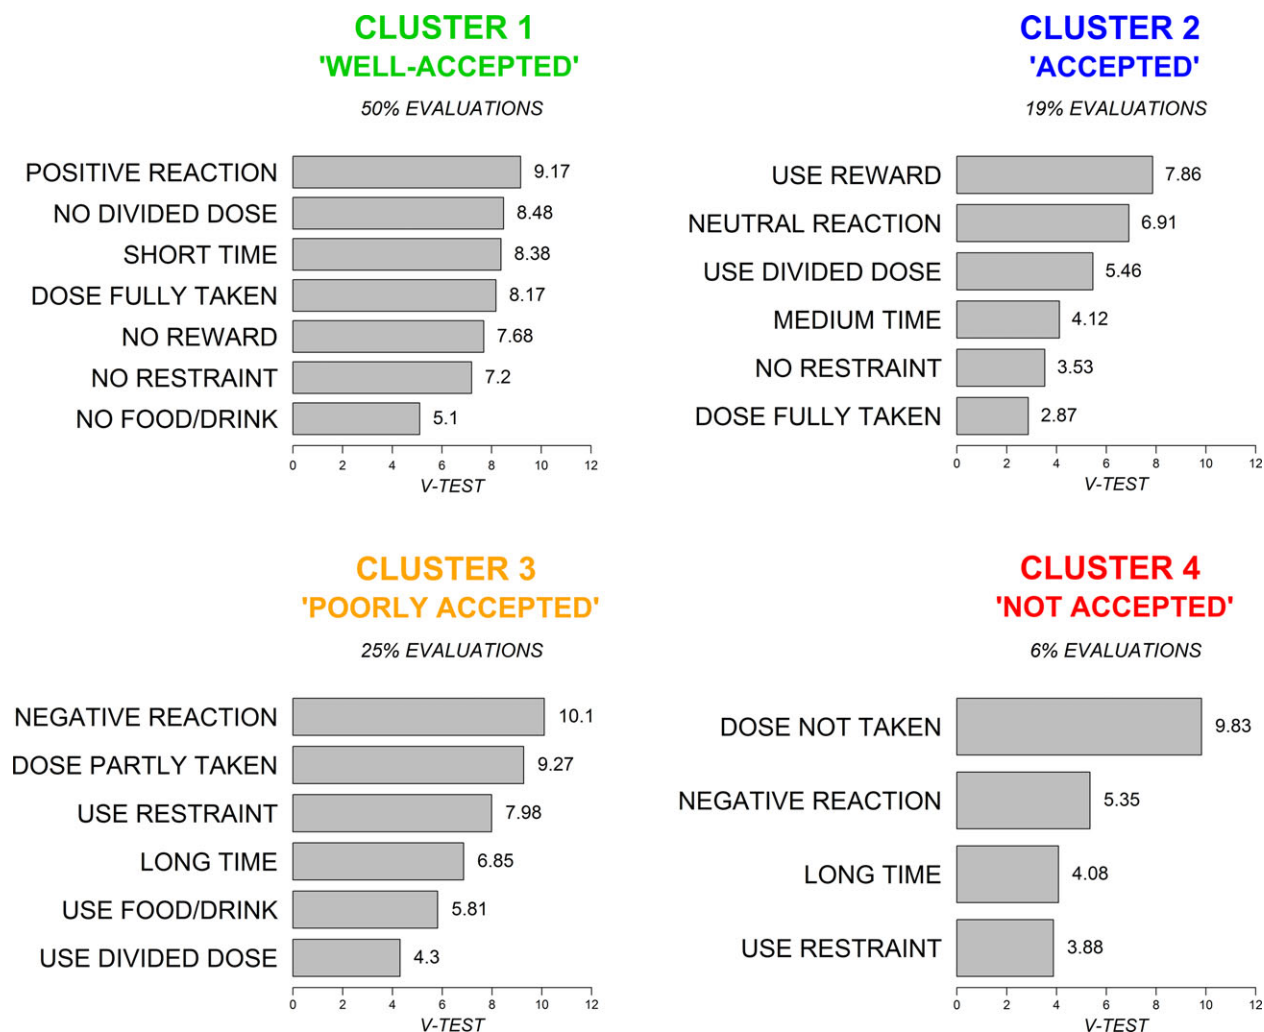 CLUSTER 1
'WELL-ACCEPTED'
50% EVALUATIONS
POSITIVE REACTION 9.17
NO DIVIDED DOSE 8.48
SHORT TIME 8.38
DOSE FULLY TAKEN 8.17
NO REWARD 7.68
NO RESTRAINT 7.2
NO FOOD/DRINK 5.1
0 2 4 6 8 10 12
V-TEST
CLUSTER 2
'ACCEPTED'
19% EVALUATIONS
USE REWARD 7.86
NEUTRAL REACTION 6.91
USE DIVIDED DOSE 5.46
MEDIUM TIME 4.12
NO RESTRAINT 3.53
DOSE FULLY TAKEN 2.87
0 2 4 6 8 10 12
V-TEST
CLUSTER 3
'POORLY ACCEPTED'
25% EVALUATIONS
NEGATIVE REACTION 10.1
DOSE PARTLY TAKEN 9.27
USE RESTRAINT 7.98
LONG TIME 6.85
USE FOOD/DRINK 5.81
USE DIVIDED DOSE 4.3
0 2 4 6 8 10 12
V-TEST
CLUSTER 4
'NOT ACCEPTED'
6% EVALUATIONS
DOSE NOT TAKEN 9.83
NEGATIVE REACTION 5.35
LONG TIME 4.08
USE RESTRAINT 3.88
0 2 4 6 8 10 12
V-TEST